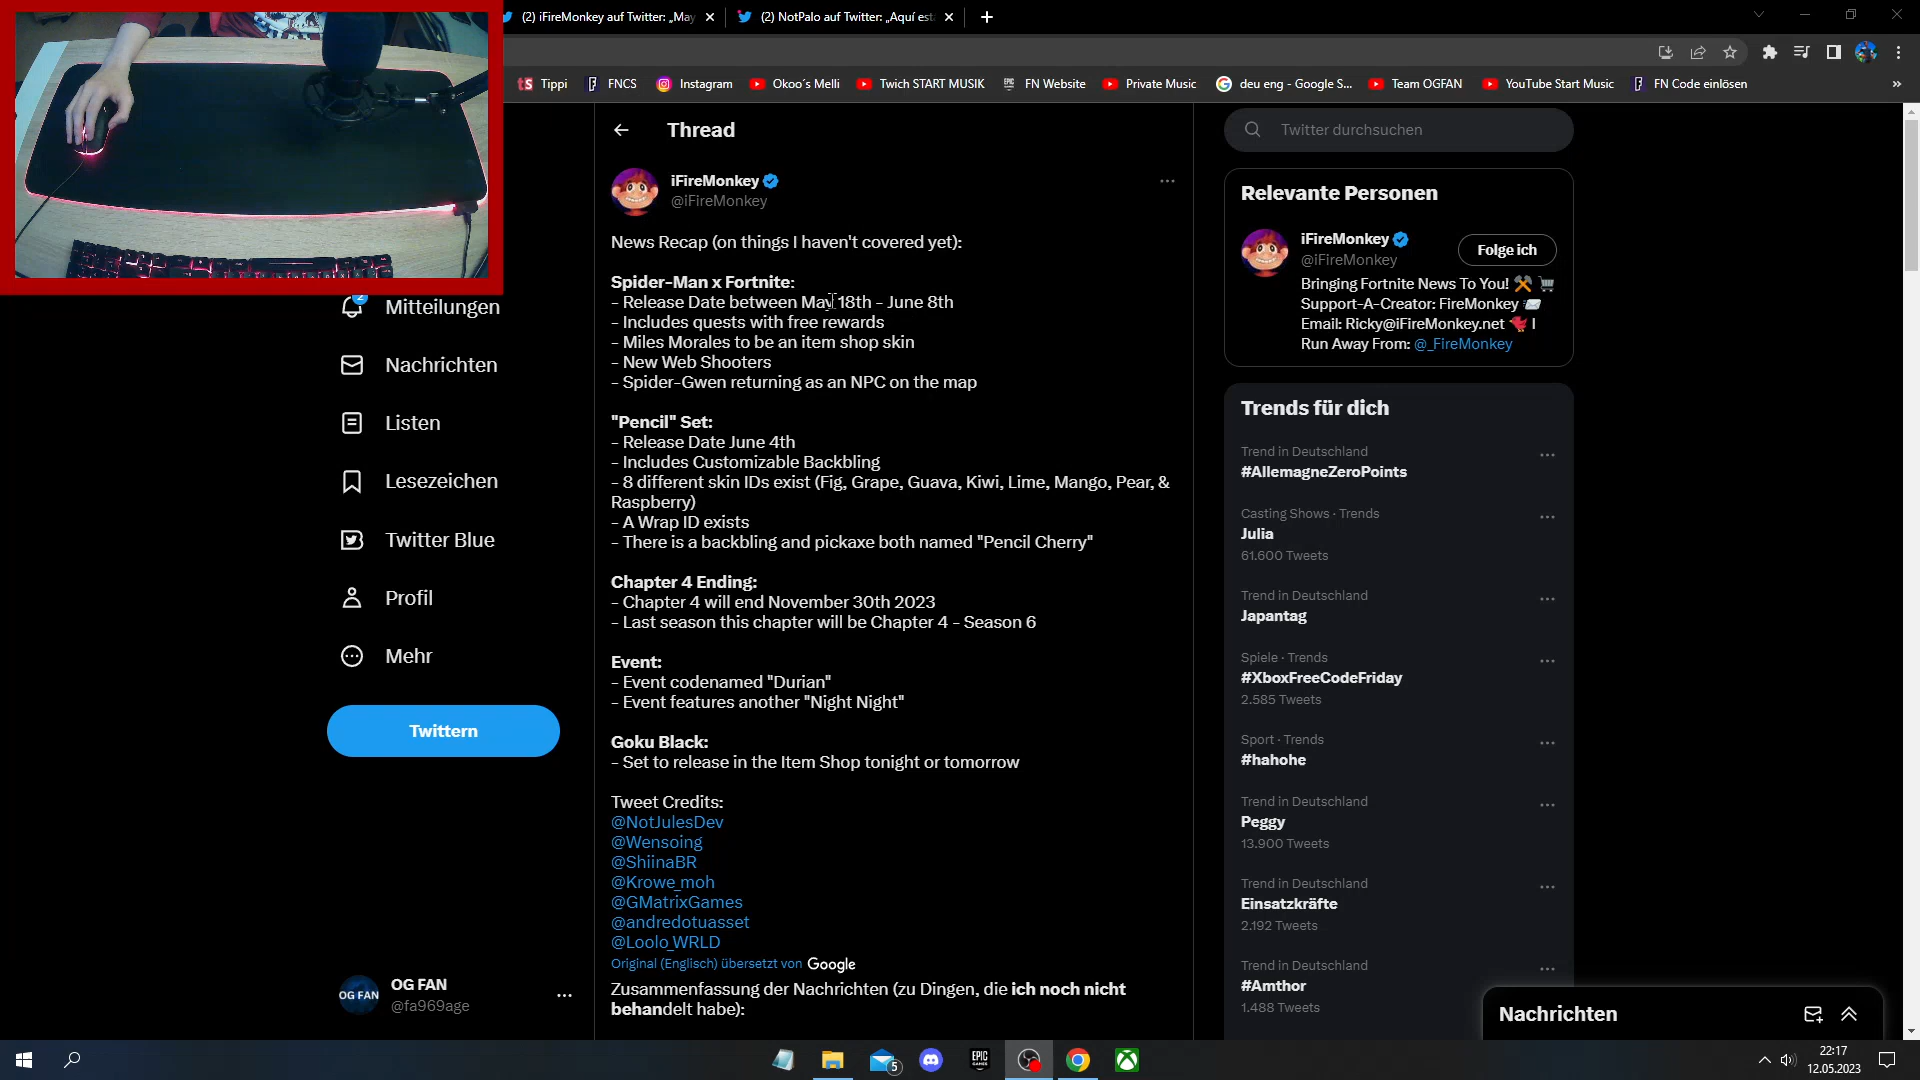 (2) iFireMonkey auf Twitter: „May
(2) NotPalo auf Twitter: „Aquí est
Tippi
FNCS
Instagram
Okoo´s Melli
Twich START MUSIK
FN Website
Private Music
deu eng - Google S...
Team OGFAN
YouTube Start Music
FN Code einlösen
Thread
Twitter durchsuchen
iFireMonkey
@iFireMonkey
News Recap (on things I haven't covered yet):
Spider-Man x Fortnite:
- Release Date between May 18th - June 8th
- Includes quests with free rewards
- Miles Morales to be an item shop skin
- New Web Shooters
- Spider-Gwen returning as an NPC on the map
"Pencil" Set:
- Release Date June 4th
- Includes Customizable Backbling
- 8 different skin IDs exist (Fig, Grape, Guava, Kiwi, Lime, Mango, Pear, &
Raspberry)
- A Wrap ID exists
- There is a backbling and pickaxe both named "Pencil Cherry"
Chapter 4 Ending:
- Chapter 4 will end November 30th 2023
- Last season this chapter will be Chapter 4 - Season 6
Event:
- Event codenamed "Durian"
- Event features another "Night Night"
Goku Black:
- Set to release in the Item Shop tonight or tomorrow
Tweet Credits:
@NotJulesDev
@Wensoing
@ShiinaBR
@Krowe_moh
@GMatrixGames
@andredotuasset
@Loolo_WRLD
Original (Englisch) übersetzt von Google
Zusammenfassung der Nachrichten (zu Dingen, die ich noch nicht
behandelt habe):
2
Mitteilungen
Nachrichten
Listen
Lesezeichen
Twitter Blue
Profil
Mehr
Twittern
OG FAN
OG FAN
@fa969age
Relevante Personen
iFireMonkey
@iFireMonkey
Folge ich
Bringing Fortnite News To You! ⚒️ 🛒
Support-A-Creator: FireMonkey 📨
Email: Ricky@iFireMonkey.net 🐦 I
Run Away From: @_FireMonkey
Trends für dich
Trend in Deutschland
#AllemagneZeroPoints
Casting Shows · Trends
Julia
61.600 Tweets
Trend in Deutschland
Japantag
Spiele · Trends
#XboxFreeCodeFriday
2.585 Tweets
Sport · Trends
#hahohe
Trend in Deutschland
Peggy
13.900 Tweets
Trend in Deutschland
Einsatzkräfte
2.192 Tweets
Trend in Deutschland
#Amthor
1.488 Tweets
Nachrichten
5
EPIC
GAMES
22:17
12.05.2023